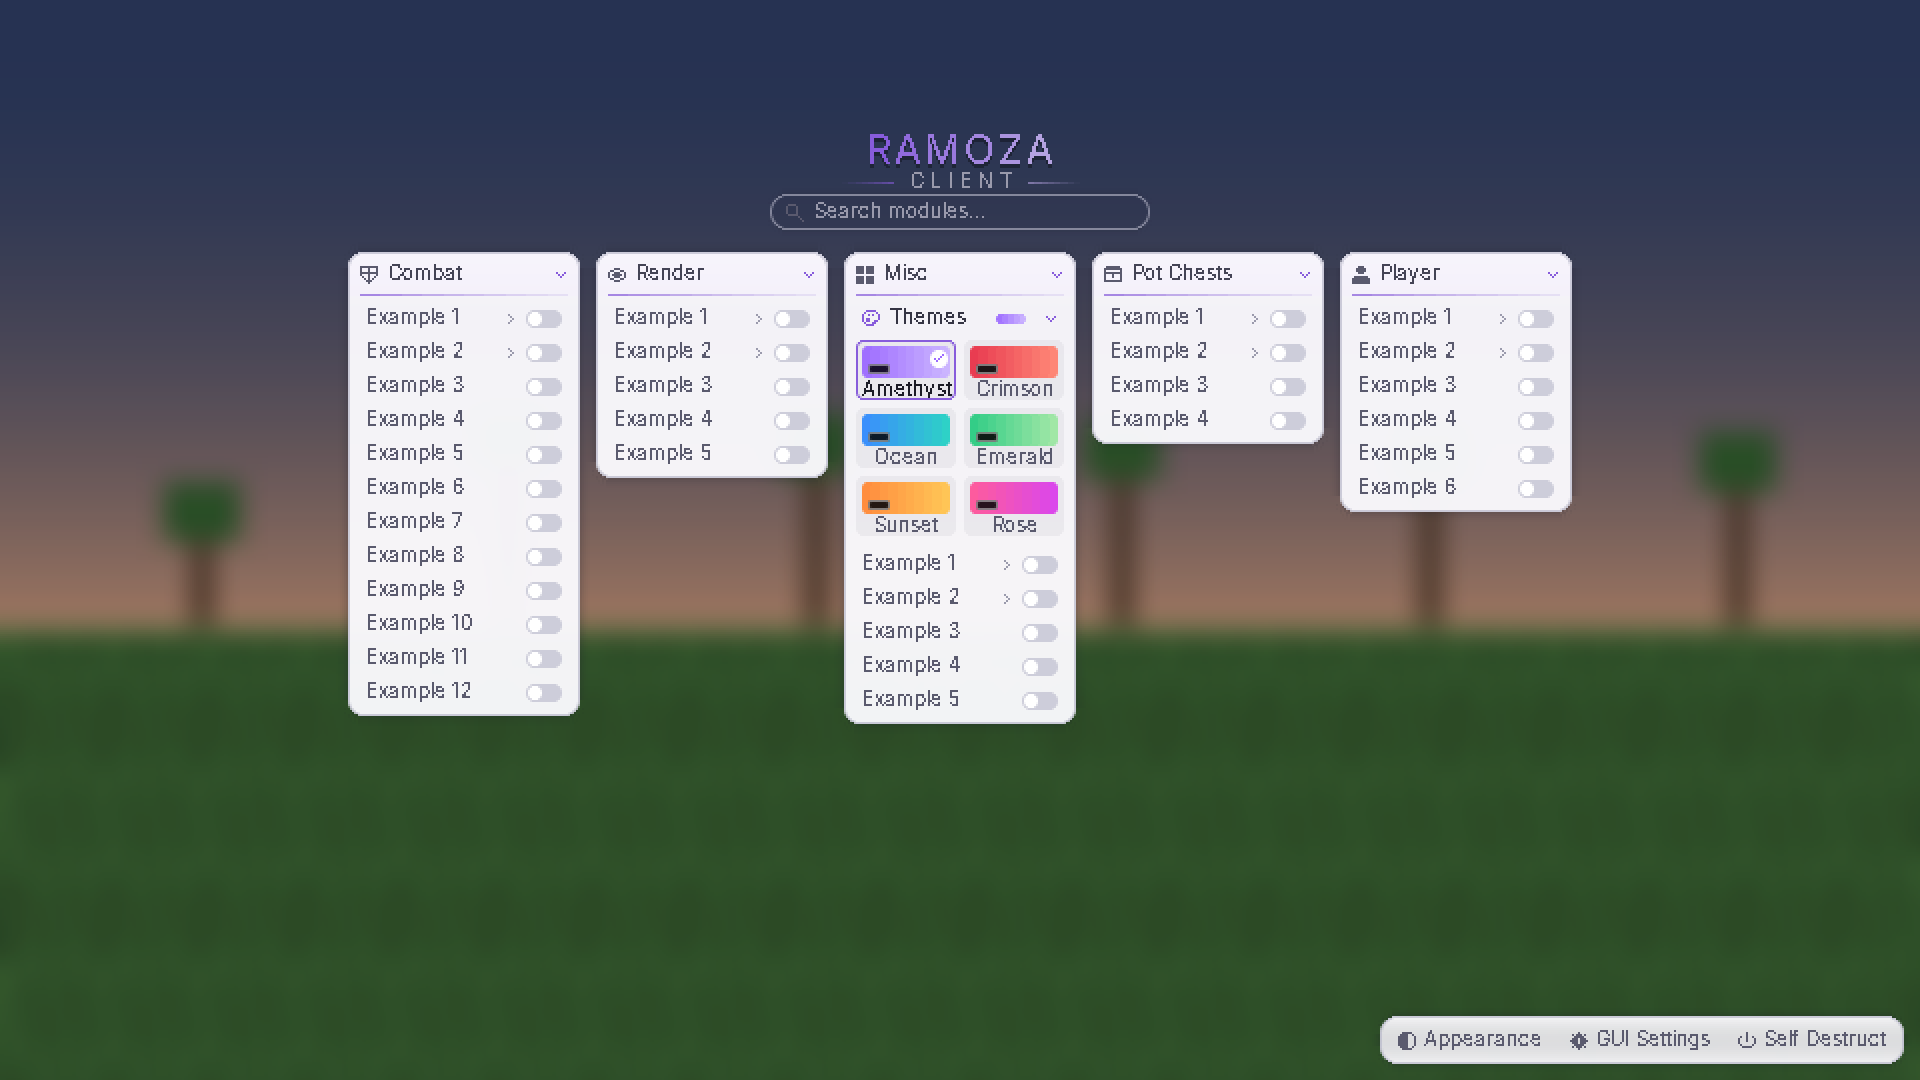 RAMOZA
CLIENT
Search modules...
Combat
Example 1
Example 2
Example 3
Example 4
Example 5
Example 6
Example 7
Example 8
Example 9
Example 10
Example 11
Example 12
Render
Example 1
Example 2
Example 3
Example 4
Example 5
Misc
Themes
Amethyst
Crimson
Ocean
Emerald
Sunset
Rose
Example 1
Example 2
Example 3
Example 4
Example 5
Pot Chests
Example 1
Example 2
Example 3
Example 4
Player
Example 1
Example 2
Example 3
Example 4
Example 5
Example 6
Appearance
GUI Settings
Self Destruct